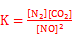 K = [N₂][CO₂]
[NO]²